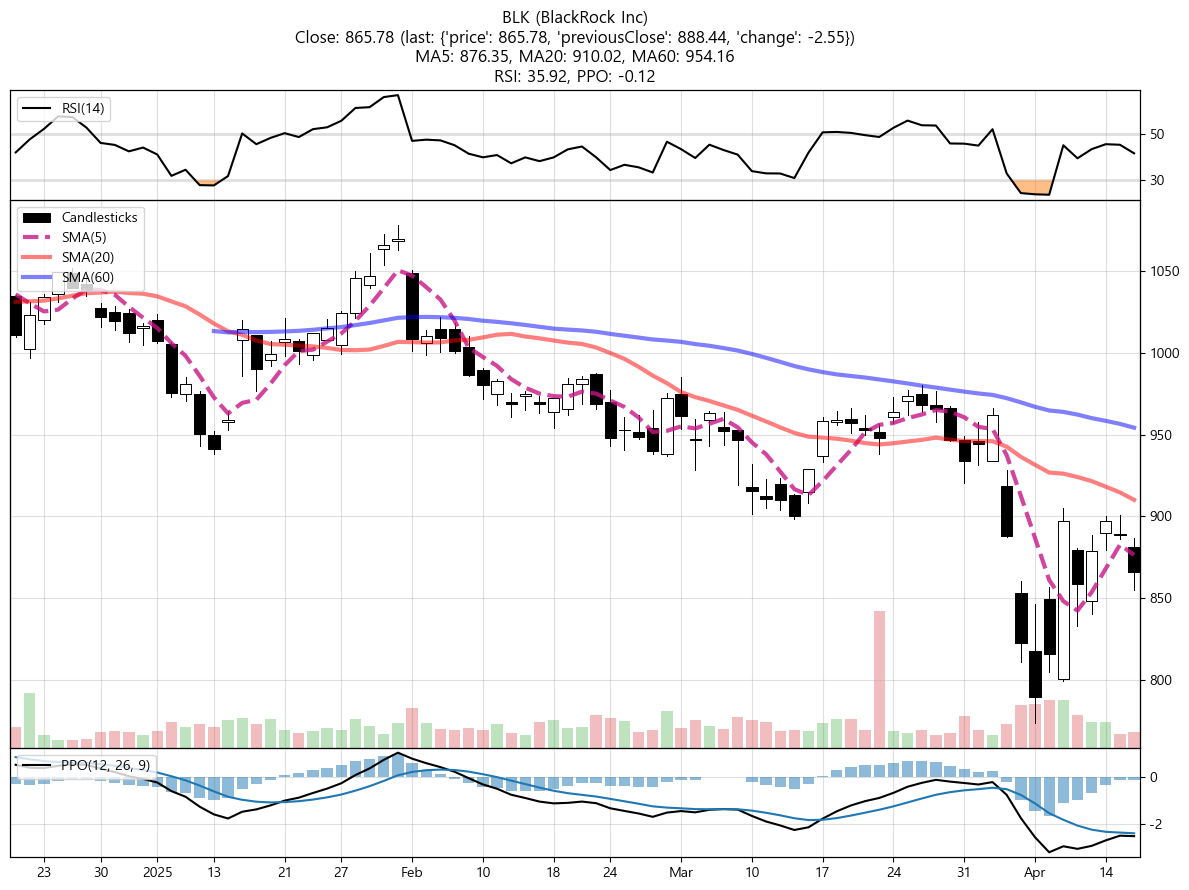 BLK (BlackRock Inc)
Close: 865.78 (last: {'price': 865.78, 'previousClose': 888.44, 'change': -2.55})
MA5: 876.35, MA20: 910.02, MA60: 954.16
RSI: 35.92, PPO: -0.12
RSI(14)
50
30
Candlesticks
SMA(5)
SMA(20)
SMA(60)
1050
1000
950
900
850
800
PPO(12, 26, 9)
0
-2
23 30 2025 13 21 27 Feb 10 18 24 Mar 10 17 24 31 Apr 14